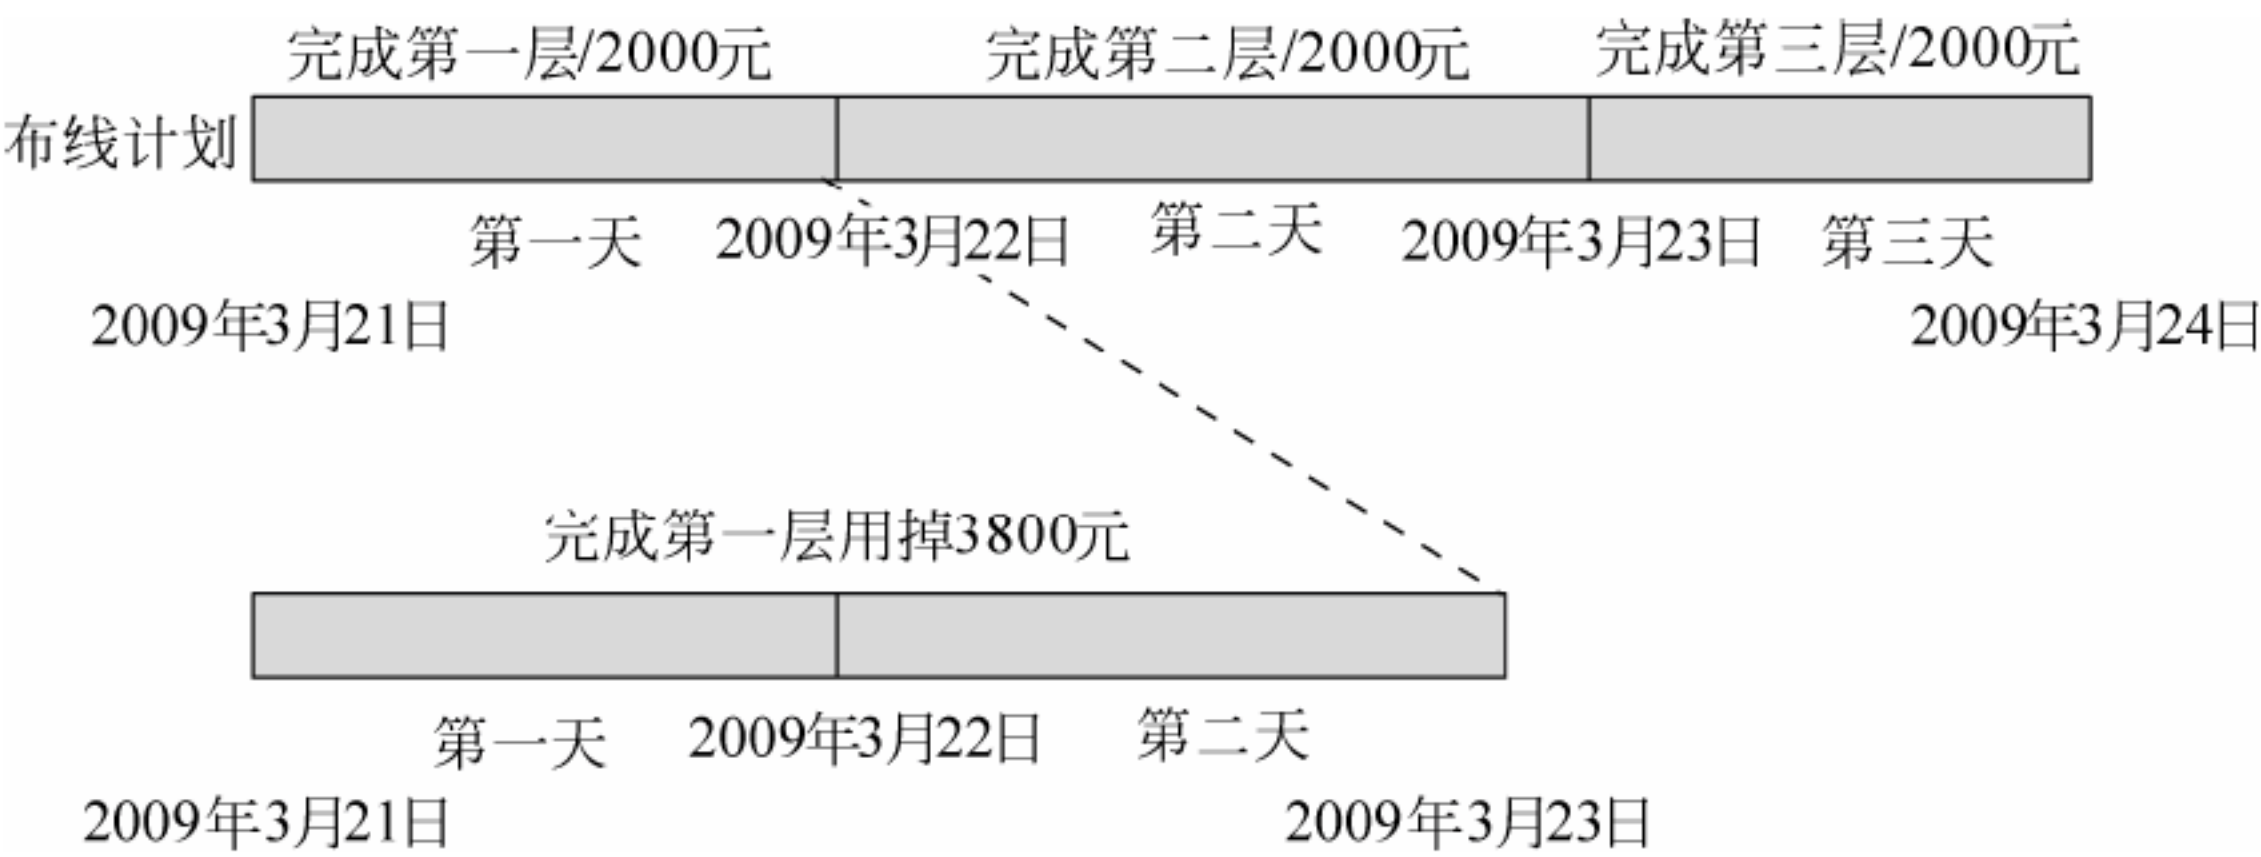 完成第一层/2000元
完成第二层/2000元
完成第三层/2000元
布线计划
第一天
2009年3月22日
第二天
2009年3月23日
第三天
2009年3月21日
2009年3月24日
完成第一层用掉3800元
第一天
2009年3月22日
第二天
2009年3月21日
2009年3月23日